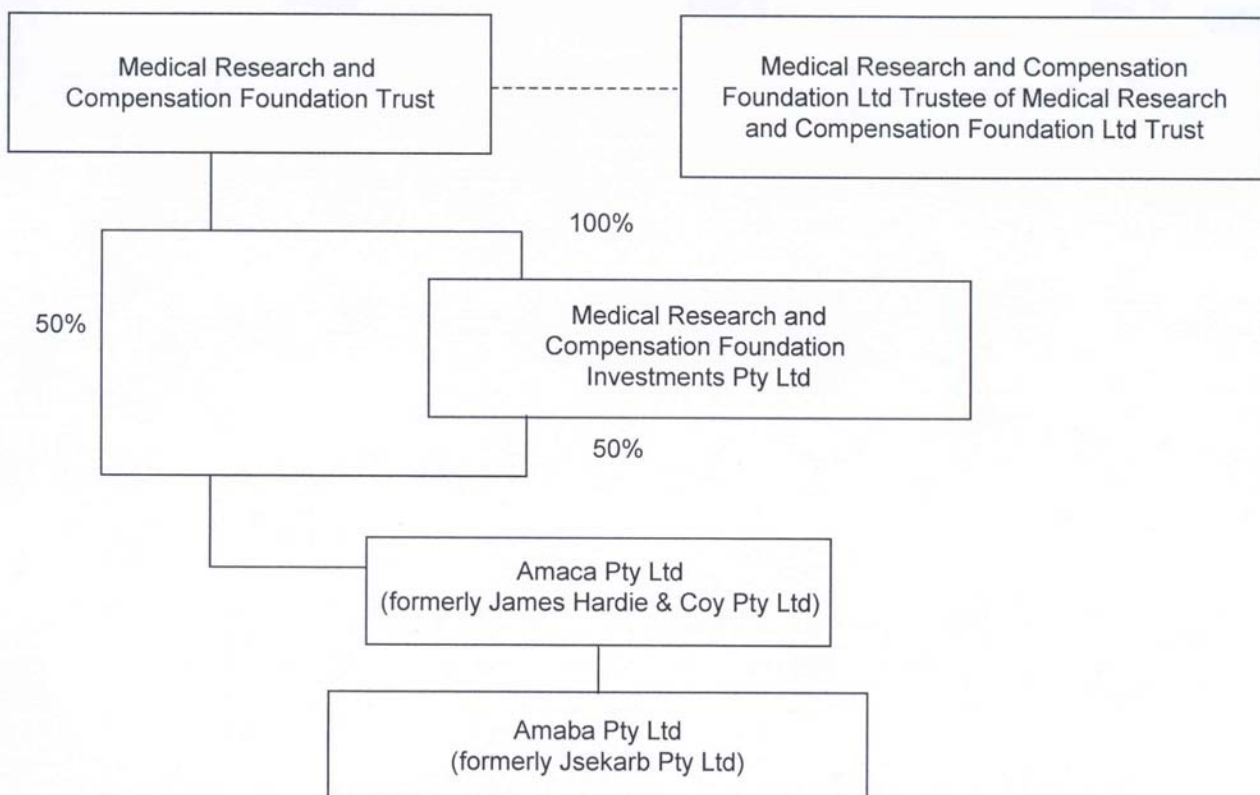 Medical Research and
Compensation Foundation Trust
Medical Research and Compensation
Foundation Ltd Trustee of Medical Research
and Compensation Foundation Ltd Trust
100%
50%
Medical Research and
Compensation Foundation
Investments Pty Ltd
50%
Amaca Pty Ltd
(formerly James Hardie & Coy Pty Ltd)
Amaba Pty Ltd
(formerly Jsekarb Pty Ltd)